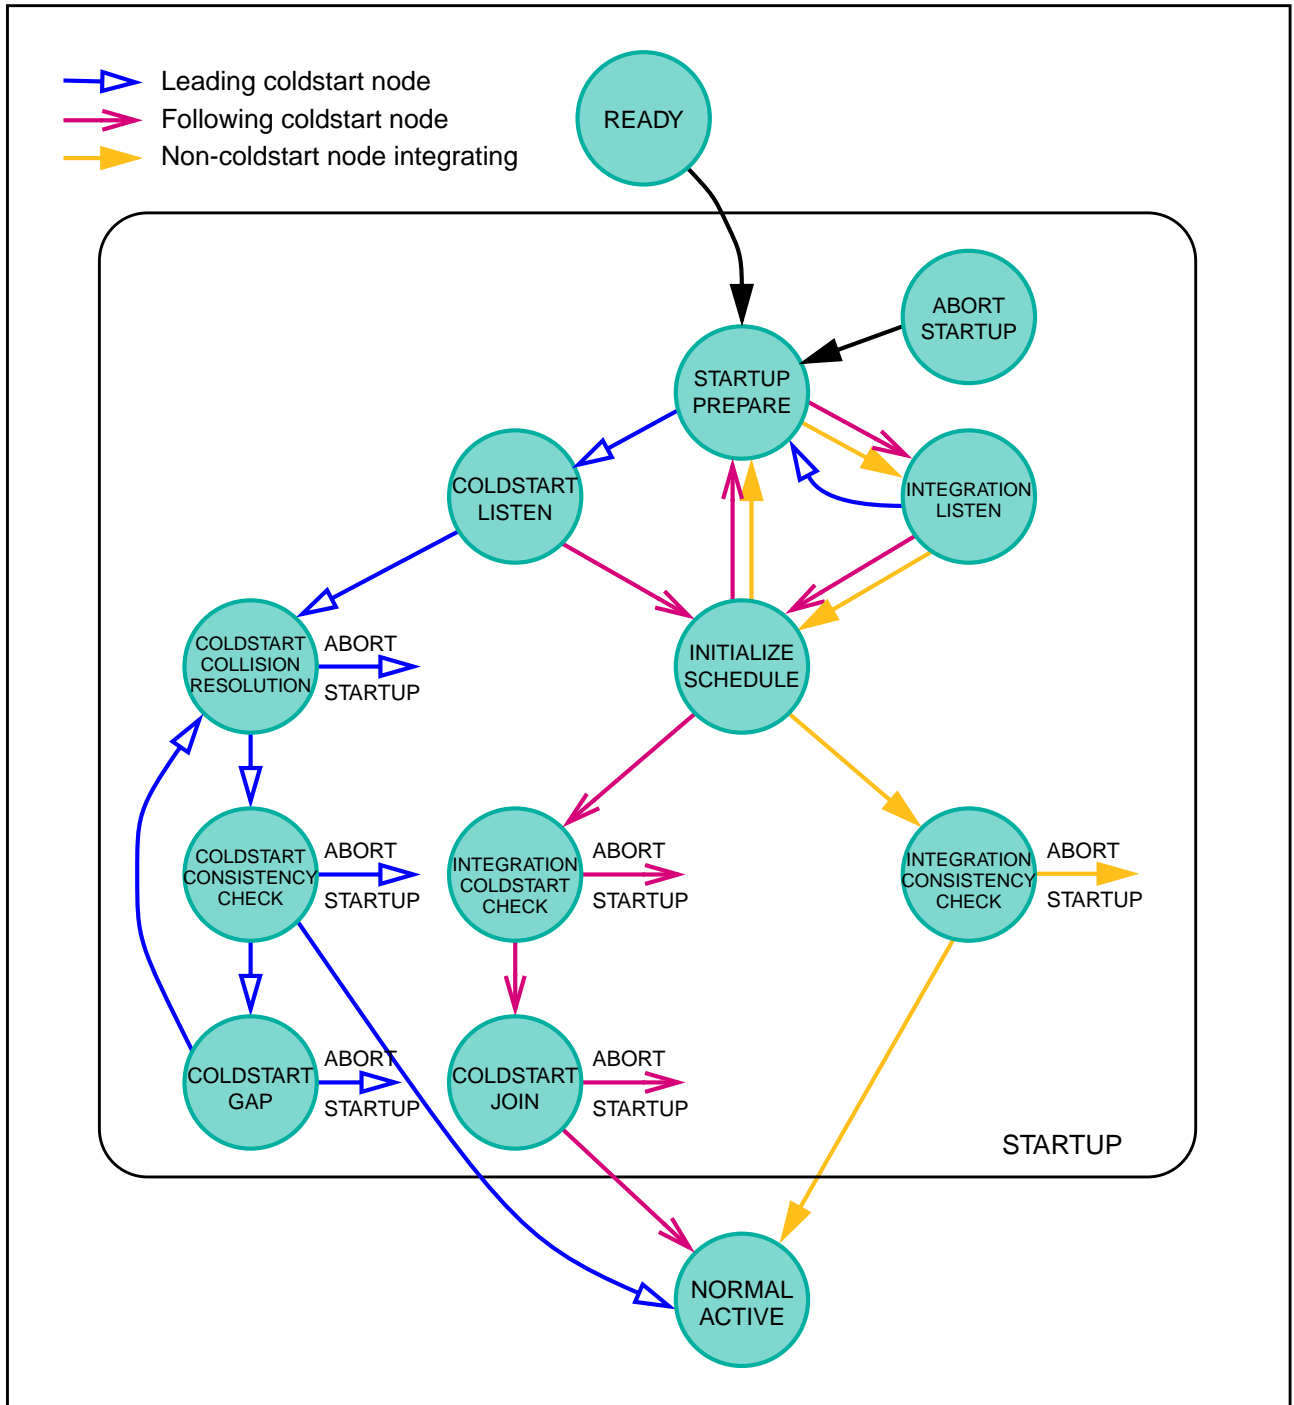 Leading coldstart node
Following coldstart node
Non-coldstart node integrating
READY
ABORT
STARTUP
STARTUP
PREPARE
COLDSTART
LISTEN
INTEGRATION
LISTEN
COLDSTART
COLLISION
RESOLUTION
ABORT
STARTUP
INITIALIZE
SCHEDULE
COLDSTART
CONSISTENCY
CHECK
ABORT
STARTUP
INTEGRATION
COLDSTART
CHECK
ABORT
STARTUP
INTEGRATION
CONSISTENCY
CHECK
ABORT
STARTUP
COLDSTART
GAP
ABORT
STARTUP
COLDSTART
JOIN
ABORT
STARTUP
STARTUP
NORMAL
ACTIVE